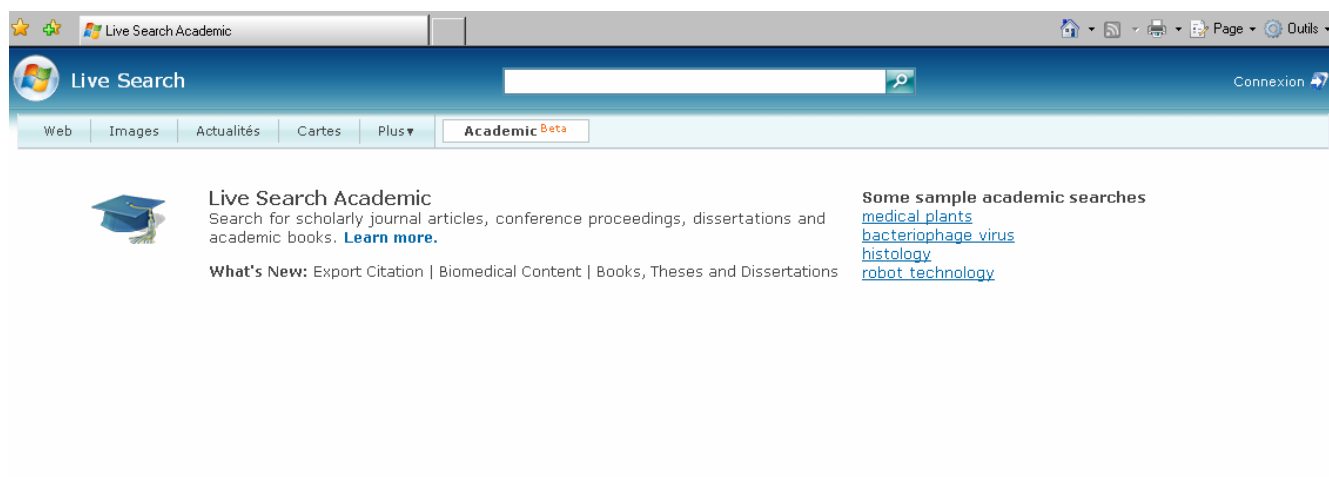 Live Search Academic
Page
Outils
Live Search
Connexion
Web Images Actualités Cartes Plus Academic Beta
Live Search Academic
Search for scholarly journal articles, conference proceedings, dissertations and
academic books. Learn more.
What's New: Export Citation | Biomedical Content | Books, Theses and Dissertations
Some sample academic searches
medical plants
bacteriophage virus
histology
robot technology